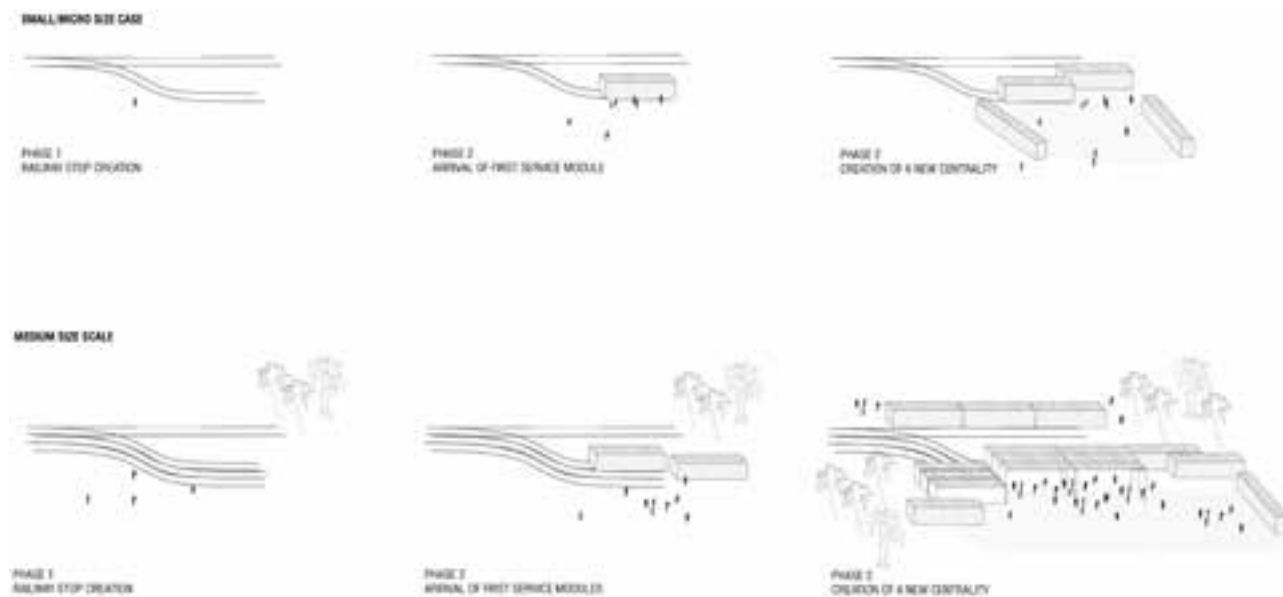 SMALL/MICRO SIZE CASE
PHASE 1
RAILWAY STOP CREATION
PHASE 2
ARRIVAL OF FIRST SERVICE MODULE
PHASE 3
CREATION OF A NEW CENTRALITY
MEDIUM SIZE SCALE
PHASE 1
RAILWAY STOP CREATION
PHASE 2
ARRIVAL OF FIRST SERVICE MODULES
PHASE 3
CREATION OF A NEW CENTRALITY